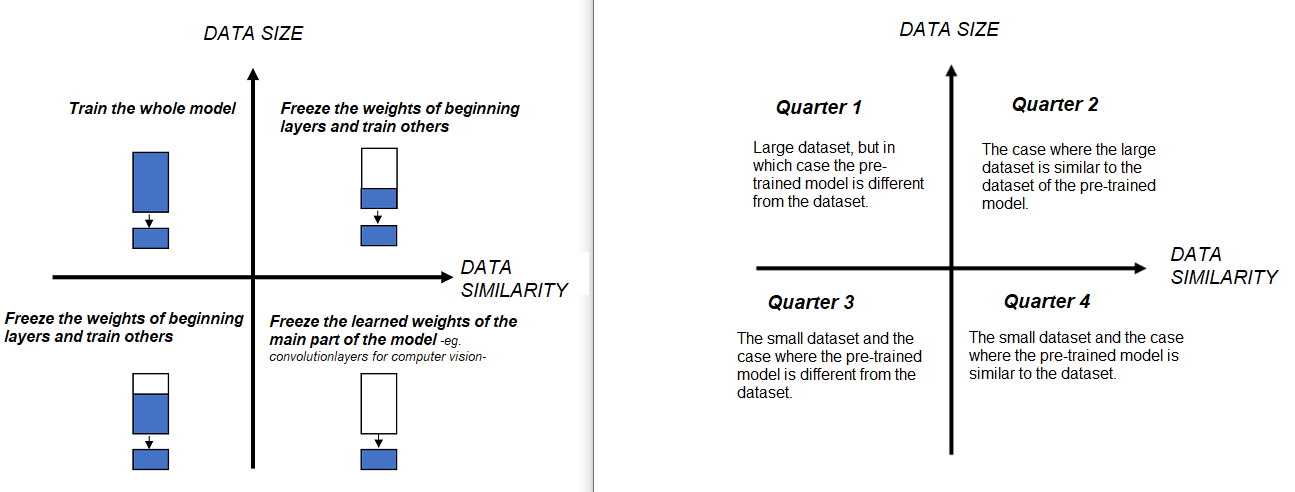 DATA SIZE
Train the whole model
Freeze the weights of beginning
layers and train others
DATA
SIMILARITY
Freeze the weights of beginning
layers and train others
Freeze the learned weights of the
main part of the model -eg.
convolutionlayers for computer vision-
DATA SIZE
Quarter 1
Large dataset, but in
which case the pre-
trained model is different
from the dataset.
Quarter 2
The case where the large
dataset is similar to the
dataset of the pre-trained
model.
DATA
SIMILARITY
Quarter 3
The small dataset and the
case where the pre-trained
model is different from the
dataset.
Quarter 4
The small dataset and the case
where the pre-trained model is
similar to the dataset.